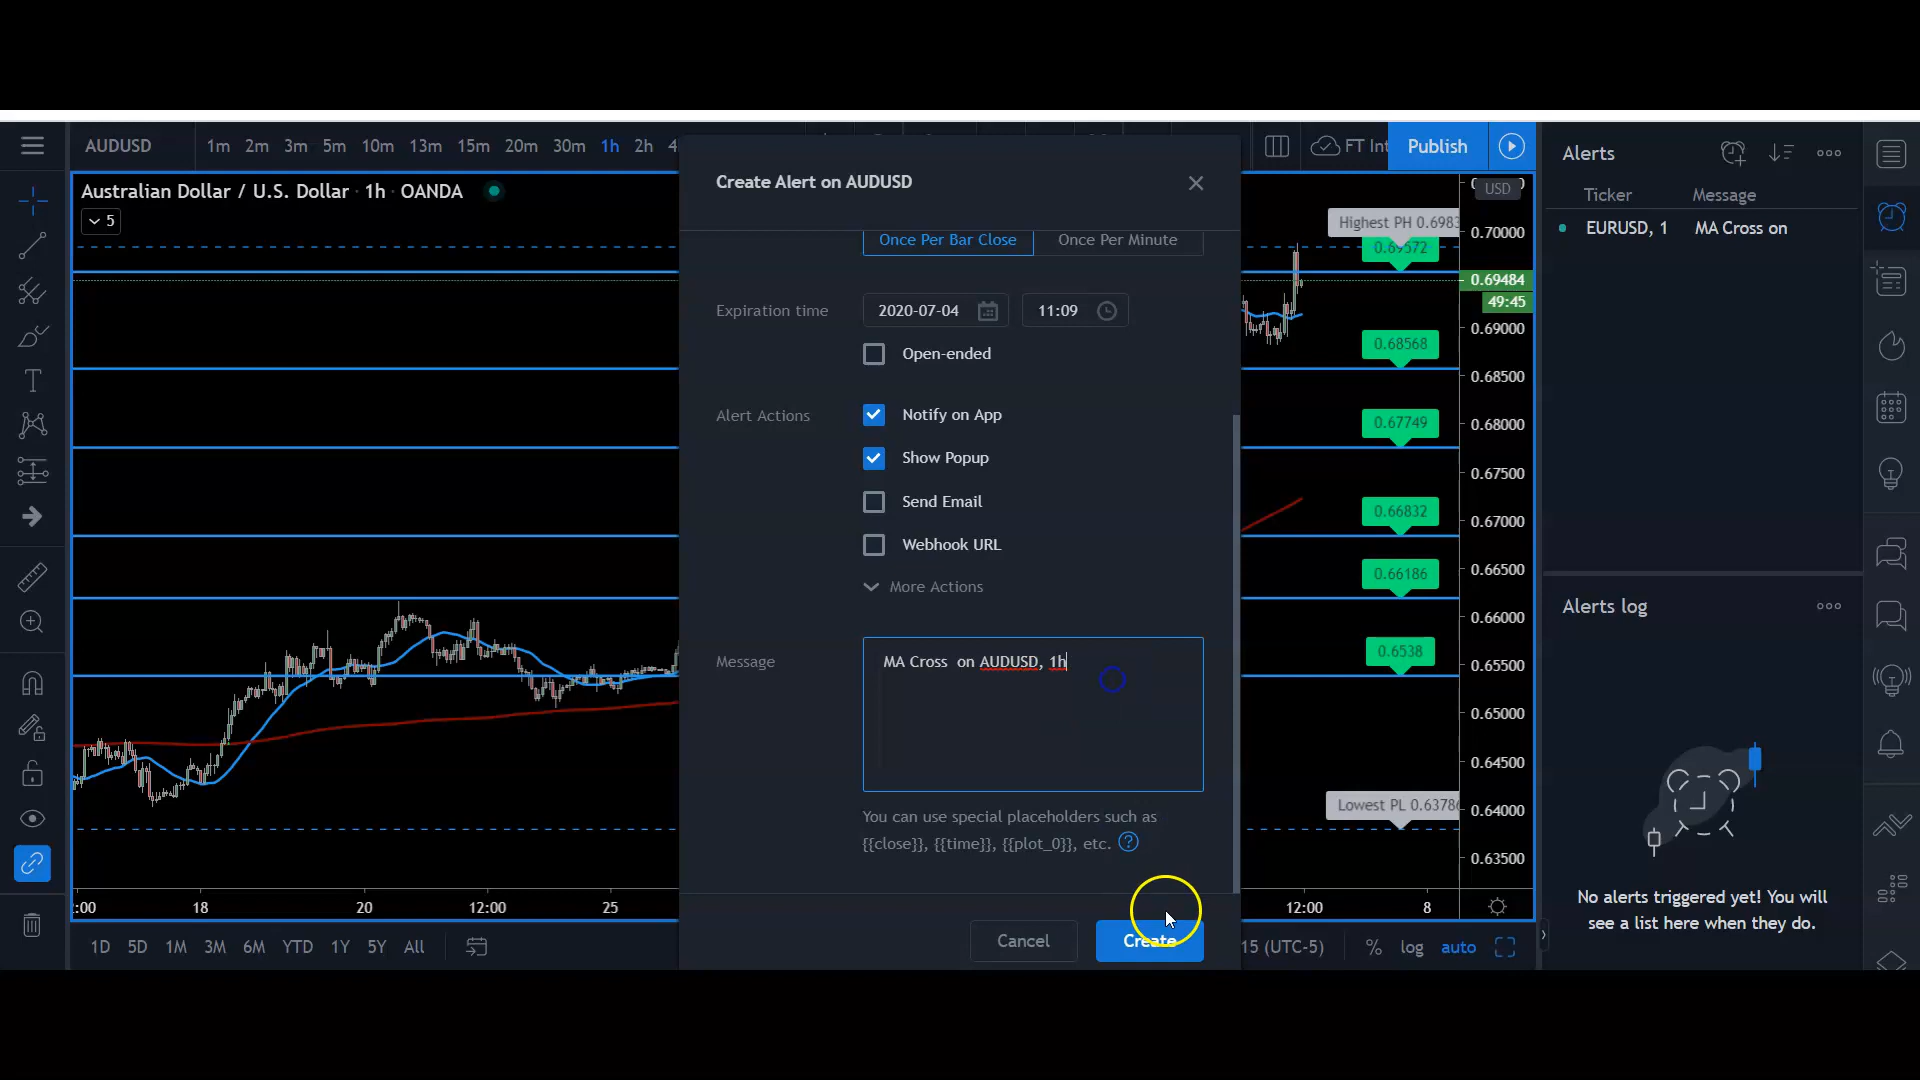 AUDUSD
1m 2m 3m 5m 10m 13m 15m 20m 30m 1h 2h 4
FT Int
Publish
Australian Dollar / U.S. Dollar · 1h · OANDA
5
Create Alert on AUDUSD
Once Per Bar Close
Once Per Minute
Expiration time
2020-07-04
11:09
Open-ended
Alert Actions
Notify on App
Show Popup
Send Email
Webhook URL
More Actions
Message
MA Cross  on AUDUSD, 1h
You can use special placeholders such as
{{close}}, {{time}}, {{plot_0}}, etc.
?
Cancel
Create
Highest PH 0.6983
0.69572
0.68568
0.67749
0.66832
0.66186
0.6538
Lowest PL 0.6378
USD
0.70000
0.69484
49:45
0.69000
0.68500
0.68000
0.67500
0.67000
0.66500
0.66000
0.65500
0.65000
0.64500
0.64000
0.63500
:00 18 20 12:00 25 12:00 8
1D 5D 1M 3M 6M YTD 1Y 5Y All
15 (UTC-5)
% log auto
Alerts
Ticker Message
EURUSD, 1 MA Cross on
Alerts log
No alerts triggered yet! You will
see a list here when they do.